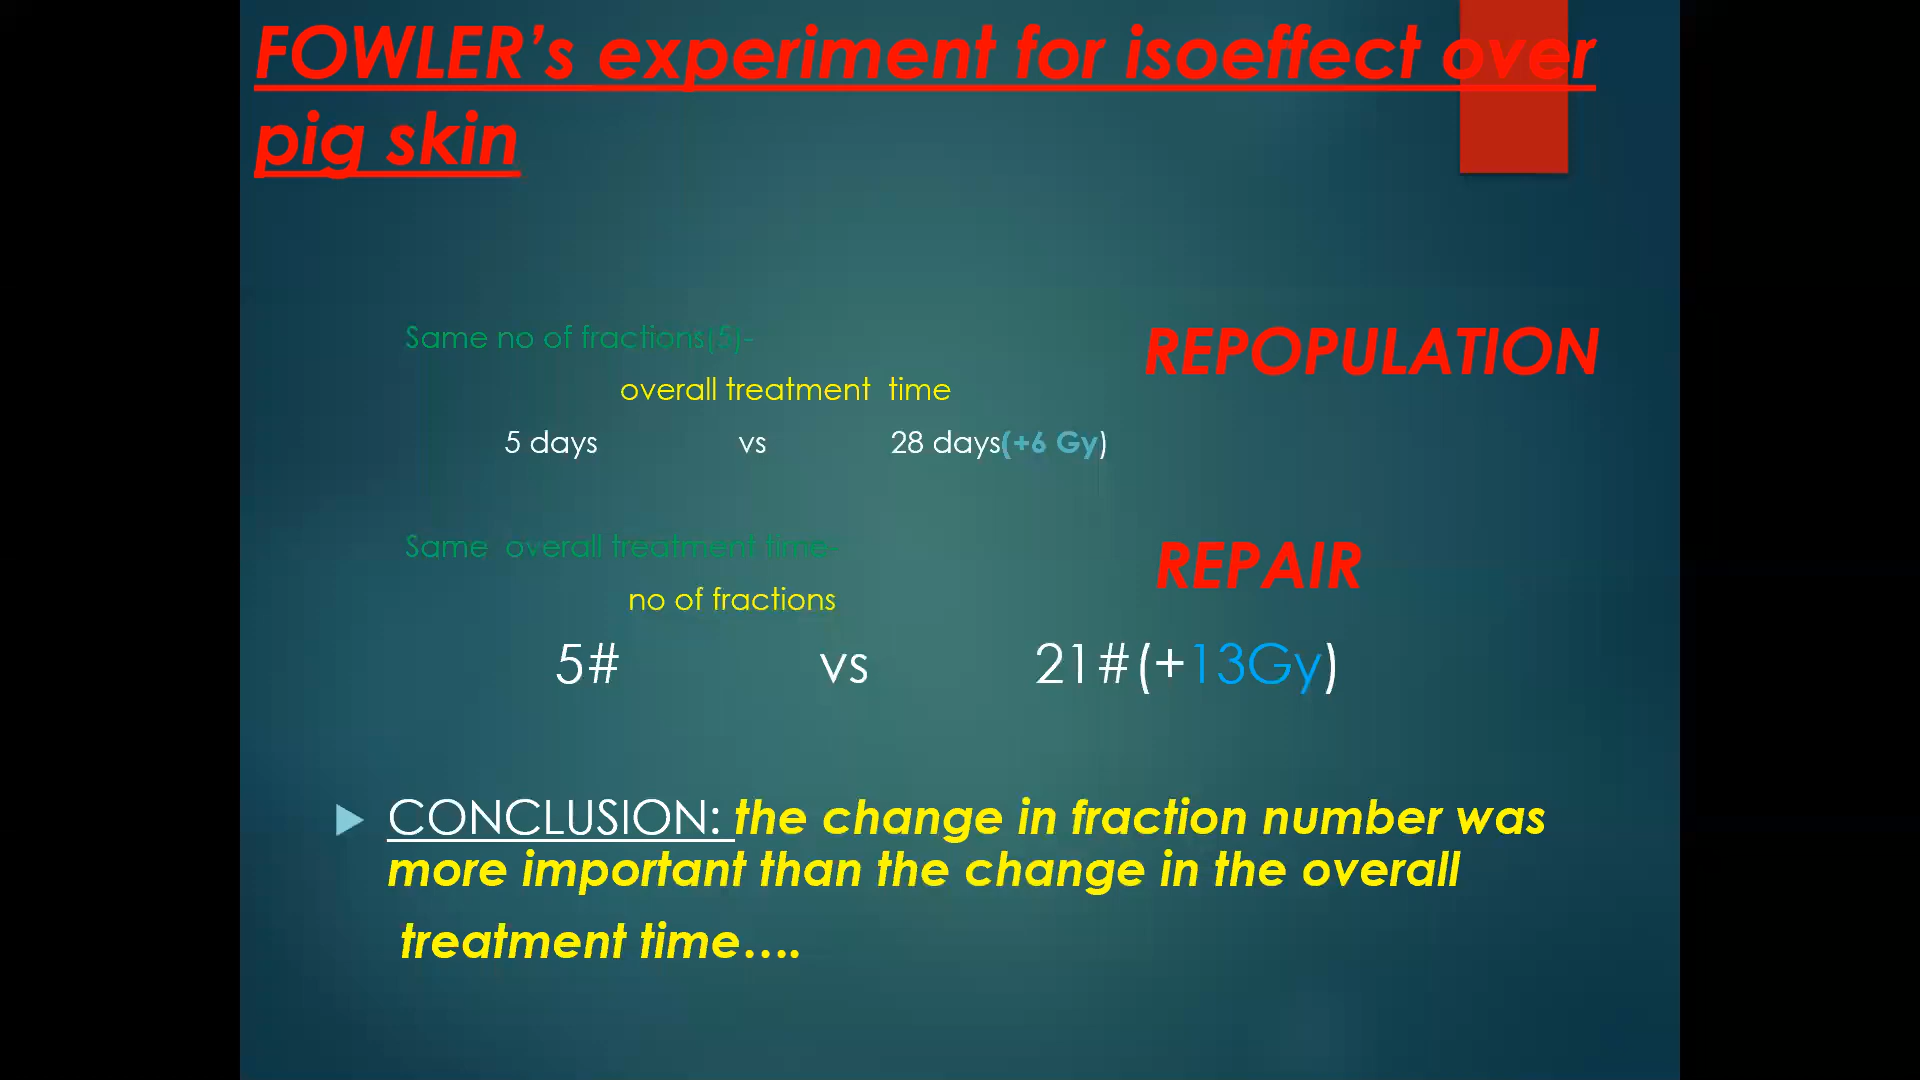 FOWLER’s experiment for isoeffect over
pig skin
Same no of fractions(5)-
REPOPULATION
overall treatment time
5 days vs 28 days(+6 Gy)
Same overall treatment time-
REPAIR
no of fractions
5# vs 21#(+13Gy)
CONCLUSION: the change in fraction number was
more important than the change in the overall
treatment time….